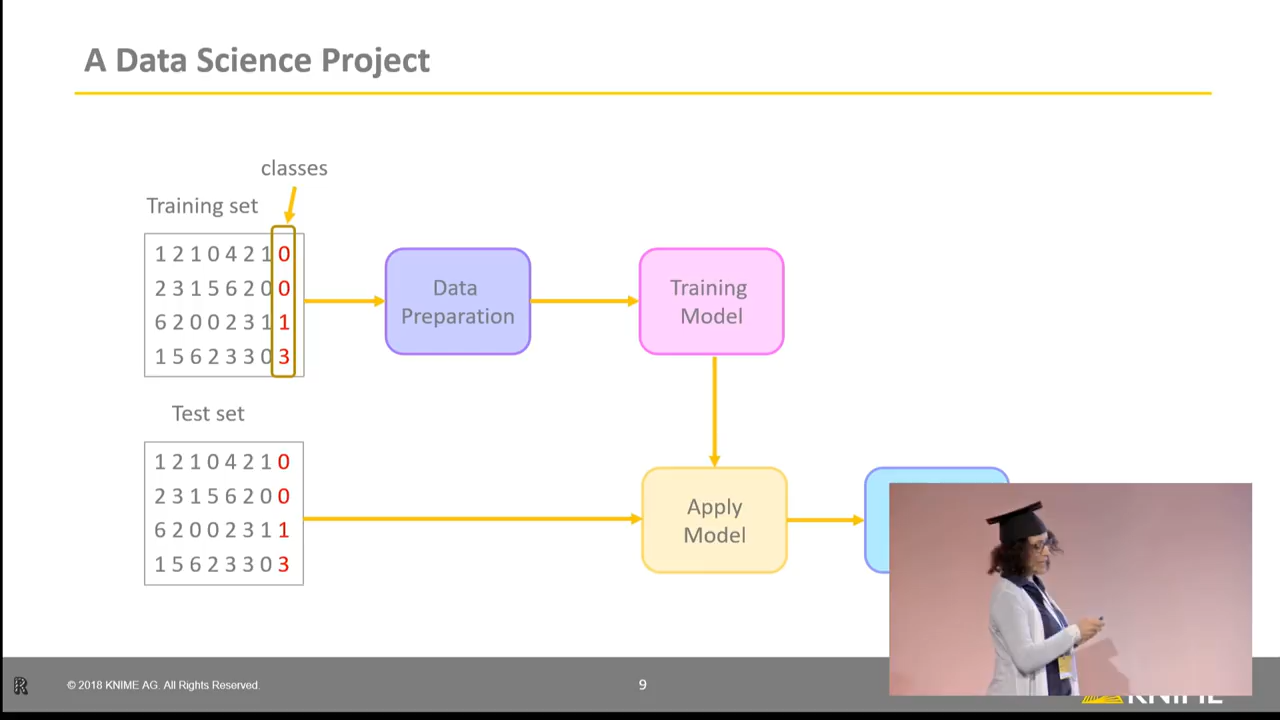 A Data Science Project
classes
Training set
1 2 1 0 4 2 1 0
2 3 1 5 6 2 0 0
6 2 0 0 2 3 1 1
1 5 6 2 3 3 0 3
Data
Preparation
Training
Model
Test set
1 2 1 0 4 2 1 0
2 3 1 5 6 2 0 0
6 2 0 0 2 3 1 1
1 5 6 2 3 3 0 3
Apply
Model
R
© 2018 KNIME AG. All Rights Reserved.
9
KNIME